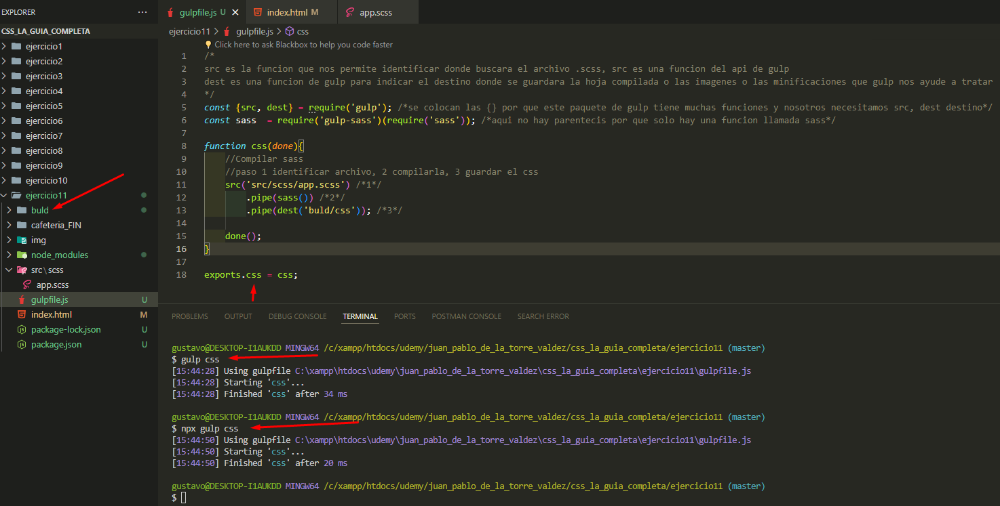 EXPLORER
...
CSS_LA_GUIA_COMPLETA
ejercicio1
ejercicio2
ejercicio3
ejercicio4
ejercicio5
ejercicio6
ejercicio7
ejercicio8
ejercicio9
ejercicio10
ejercicio11
buld
cafeteria_FIN
img
node_modules
src\scss
app.scss
gulpfile.js U
index.html M
package-lock.json U
package.json U
gulpfile.js U
index.html M
app.scss
ejercicio11 > gulpfile.js > css
Click here to ask Blackbox to help you code faster
1 /*
2 src es la funcion que nos permite identificar donde buscara el archivo .scss, src es una funcion del api de gulp
3 dest es una funcion de gulp para indicar el destino donde se guardara la hoja compilada o las imagenes o las minificaciones que gulp nos ayude a tratar
4 */
5 const {src, dest} = require('gulp'); /*se colocan las {} por que este paquete de gulp tiene muchas funciones y nosotros necesitamos src, dest destino*/
6 const sass  = require('gulp-sass')(require('sass')); /*aqui no hay parentecis por que solo hay una funcion llamada sass*/
7
8 function css(done){
9     //Compilar sass
10     //paso 1 identificar archivo, 2 compilarla, 3 guardar el css
11     src('src/scss/app.scss') /*1*/
12         .pipe(sass()) /*2*/
13         .pipe(dest('buld/css')); /*3*/
14
15     done();
16 }
17
18 exports.css = css;
PROBLEMS OUTPUT DEBUG CONSOLE TERMINAL PORTS POSTMAN CONSOLE SEARCH ERROR
gustavo@DESKTOP-I1AUKDD MINGW64 /c/xampp/htdocs/udemy/juan_pablo_de_la_torre_valdez/css_la_guia_completa/ejercicio11 (master)
$ gulp css
[15:44:28] Using gulpfile C:\xampp\htdocs\udemy\juan_pablo_de_la_torre_valdez\css_la_guia_completa\ejercicio11\gulpfile.js
[15:44:28] Starting 'css'...
[15:44:28] Finished 'css' after 34 ms
gustavo@DESKTOP-I1AUKDD MINGW64 /c/xampp/htdocs/udemy/juan_pablo_de_la_torre_valdez/css_la_guia_completa/ejercicio11 (master)
$ npx gulp css
[15:44:50] Using gulpfile C:\xampp\htdocs\udemy\juan_pablo_de_la_torre_valdez\css_la_guia_completa\ejercicio11\gulpfile.js
[15:44:50] Starting 'css'...
[15:44:50] Finished 'css' after 20 ms
gustavo@DESKTOP-I1AUKDD MINGW64 /c/xampp/htdocs/udemy/juan_pablo_de_la_torre_valdez/css_la_guia_completa/ejercicio11 (master)
$